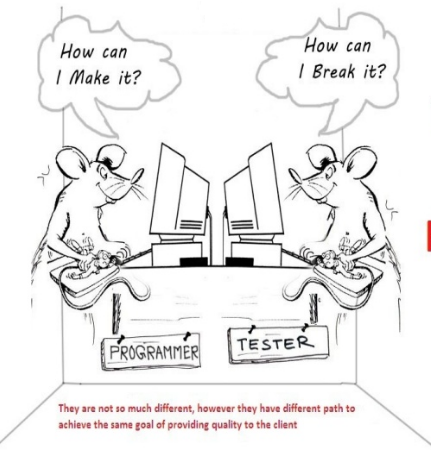 How can
I Make it?
How can
I Break it?
PROGRAMMER
TESTER
They are not so much different, however they have different path to
achieve the same goal of providing quality to the client